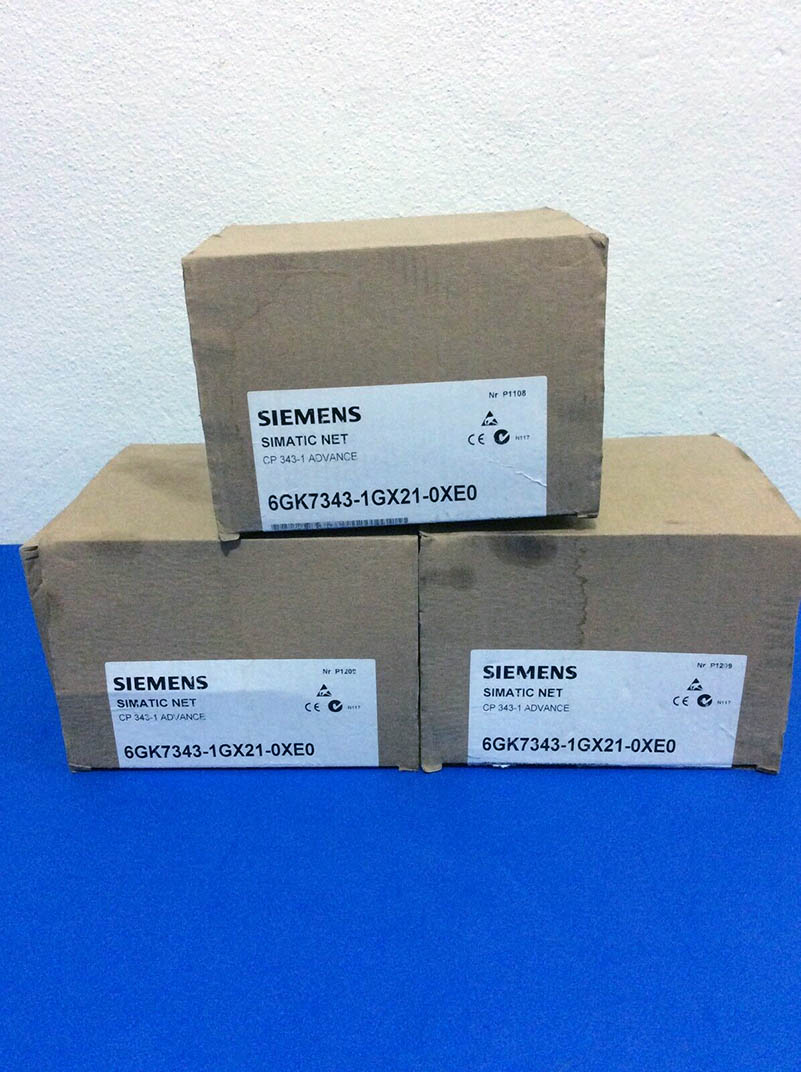 Nr P1108
SIEMENS
SIMATIC NET
CE N117
CP 343-1 ADVANCE
6GK7343-1GX21-0XE0
Nr P1209
SIEMENS
SIMATIC NET
CE N117
CP 343-1 ADVANCE
6GK7343-1GX21-0XE0
Nr P1209
SIEMENS
SIMATIC NET
CE N117
CP 343-1 ADVANCE
6GK7343-1GX21-0XE0